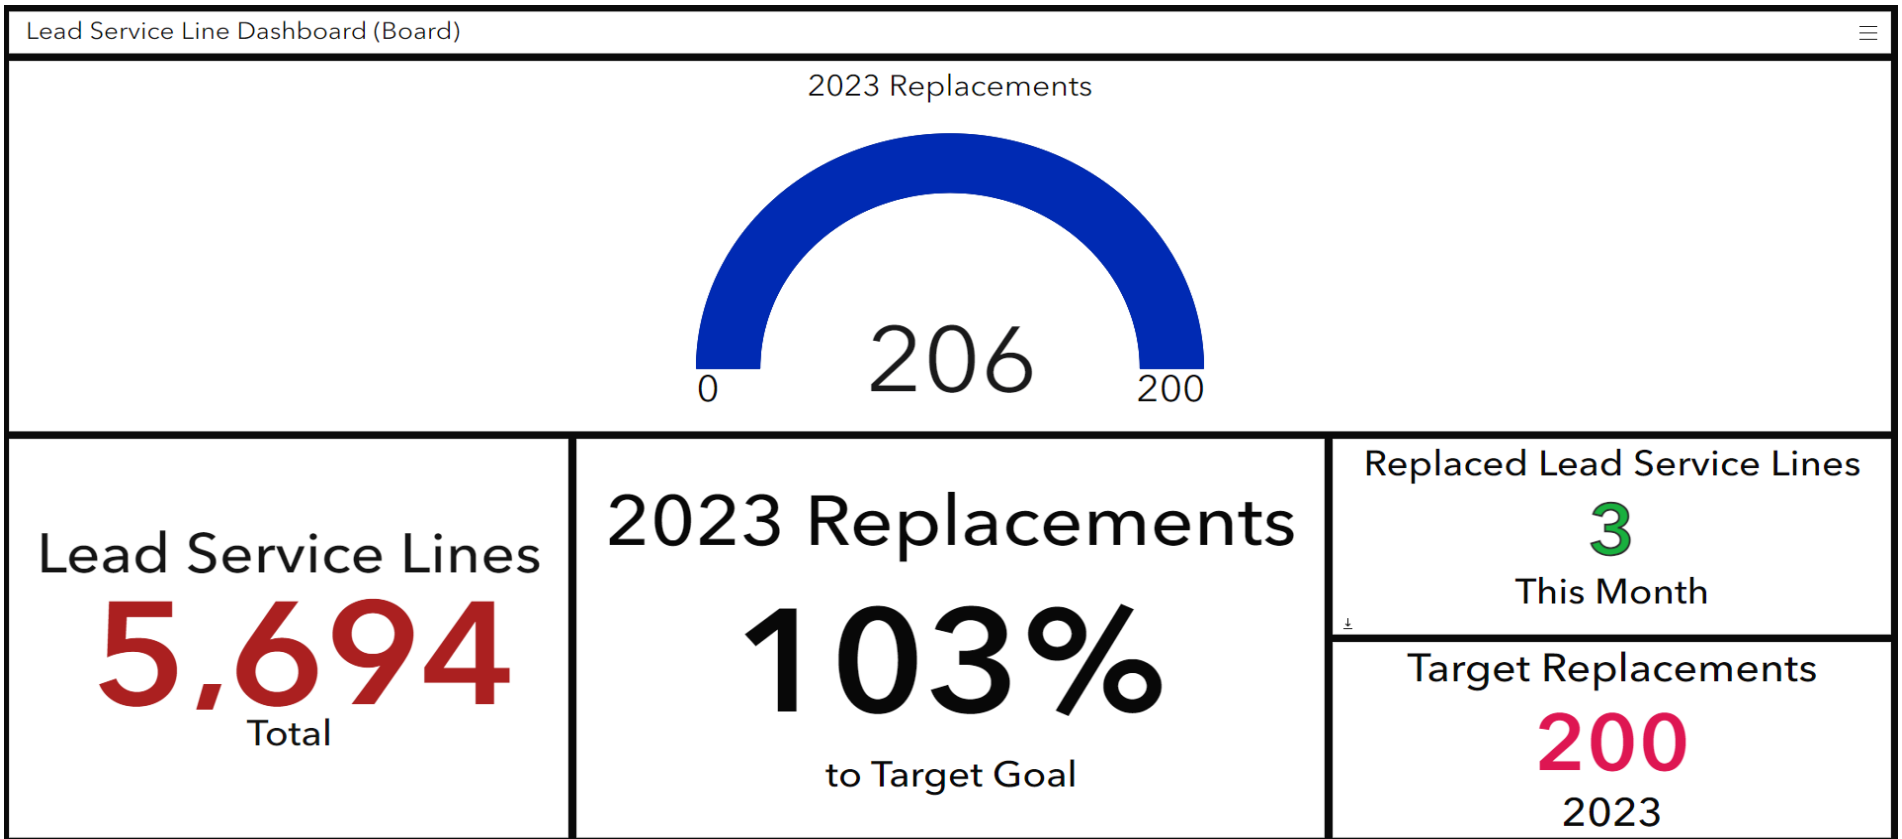 Lead Service Line Dashboard (Board)
2023 Replacements
206
0
200
Lead Service Lines
5,694
Total
2023 Replacements
103%
to Target Goal
Replaced Lead Service Lines
3
This Month
Target Replacements
200
2023